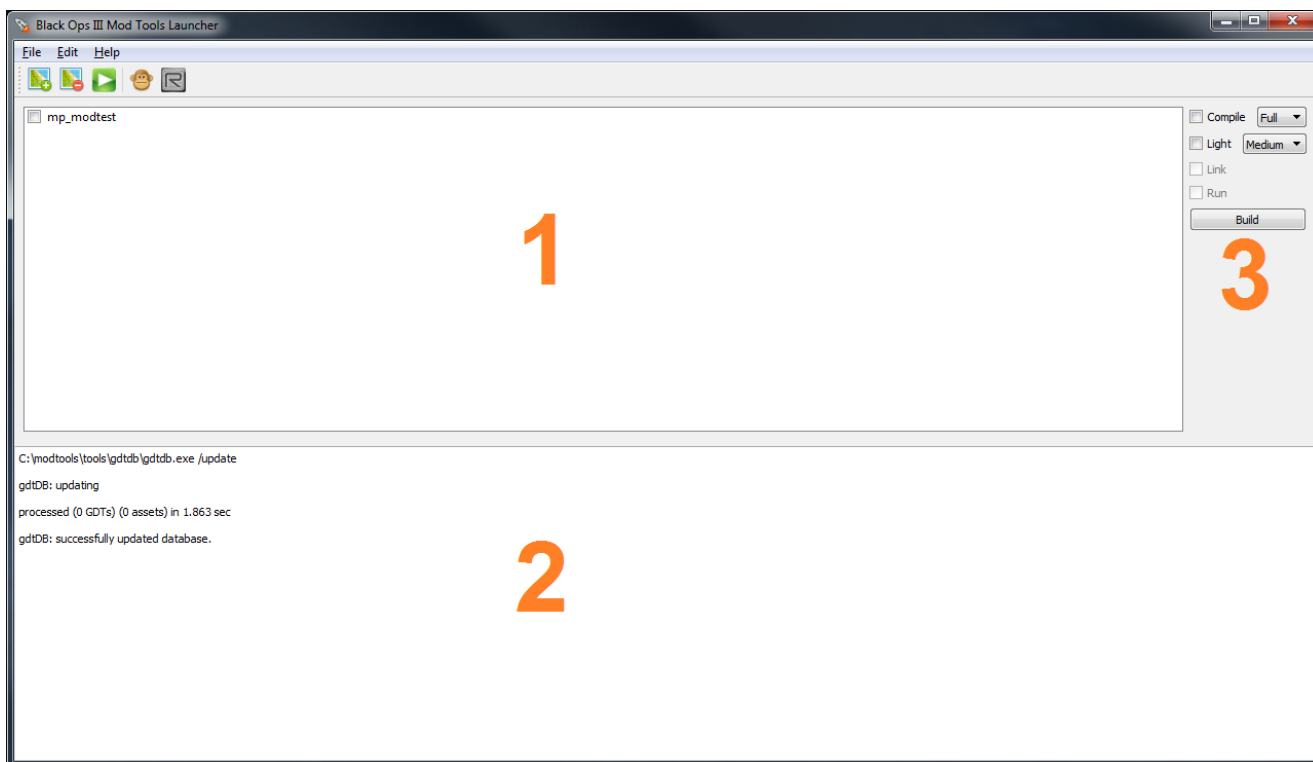 Black Ops III Mod Tools Launcher
File Edit Help
mp_modtest
Compile Full
Light Medium
Link
Run
Build
1
3
C:\modtools\tools\gdtdb\gdtdb.exe /update
gdtDB: updating
processed (0 GDTs) (0 assets) in 1.863 sec
gdtDB: successfully updated database.
2